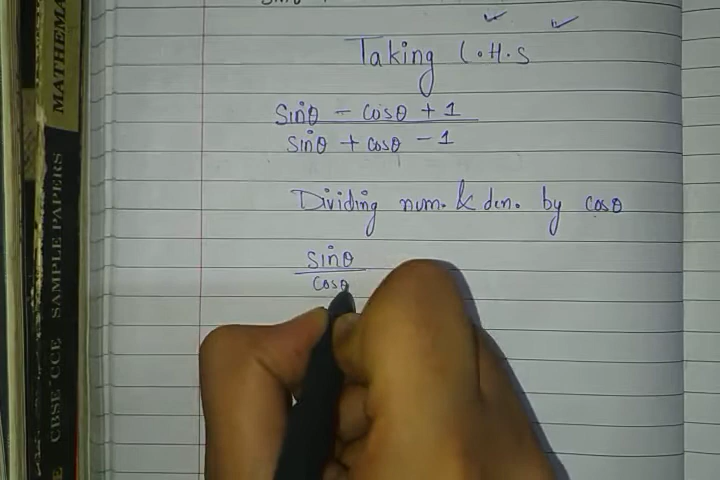 Taking L.H.S
sinθ - cosθ + 1
sinθ + cosθ - 1
Dividing num. & den. by cosθ
sinθ
cosθ
MATHEMA
CBSE CCE SAMPLE PAPERS